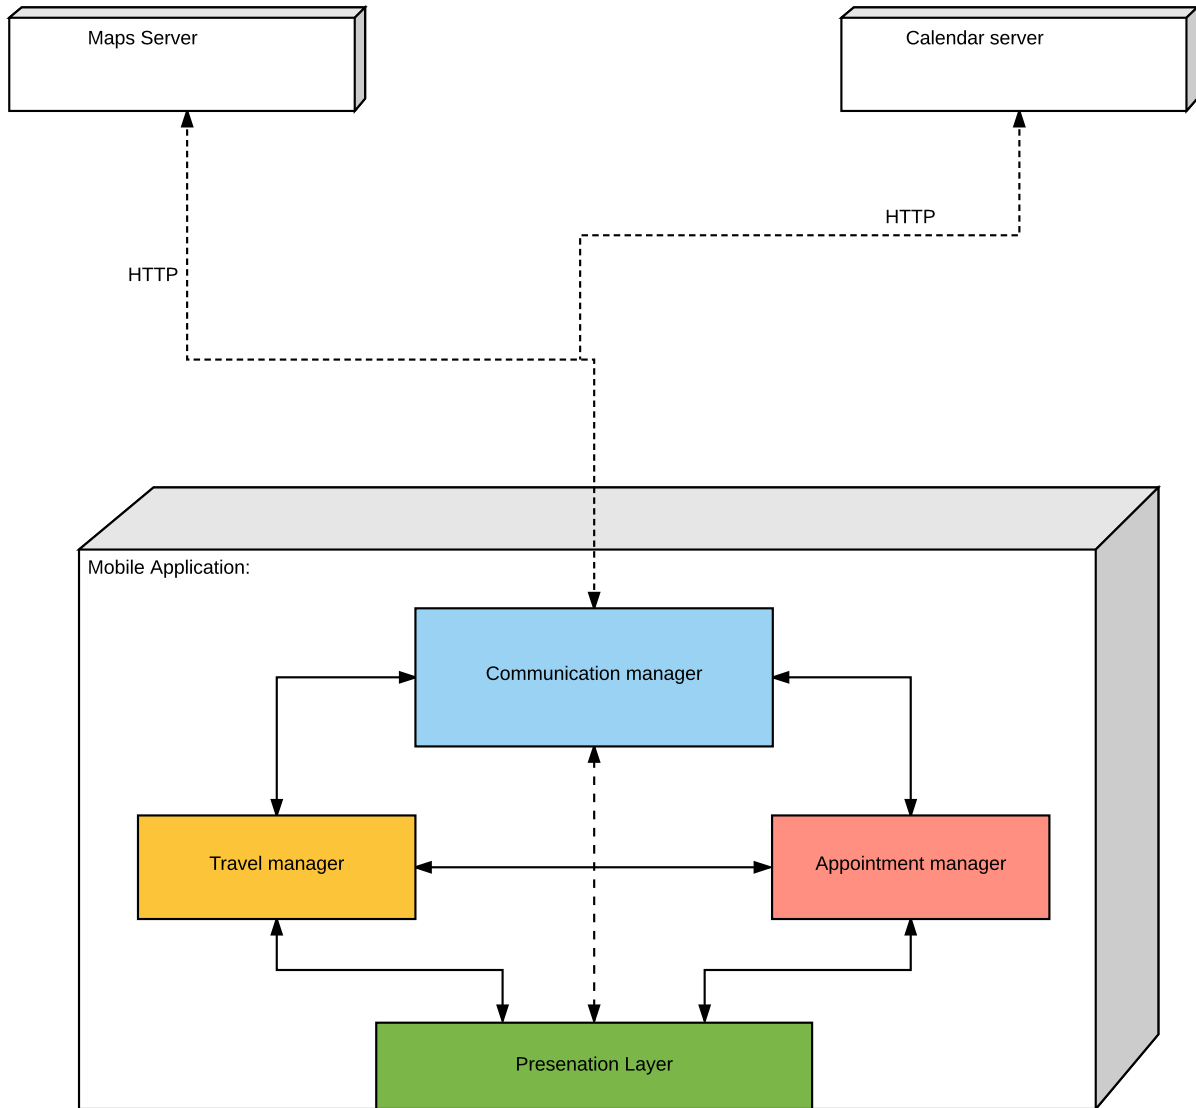 Maps Server
Calendar server
HTTP
HTTP
Mobile Application:
Communication manager
Travel manager
Appointment manager
Presenation Layer